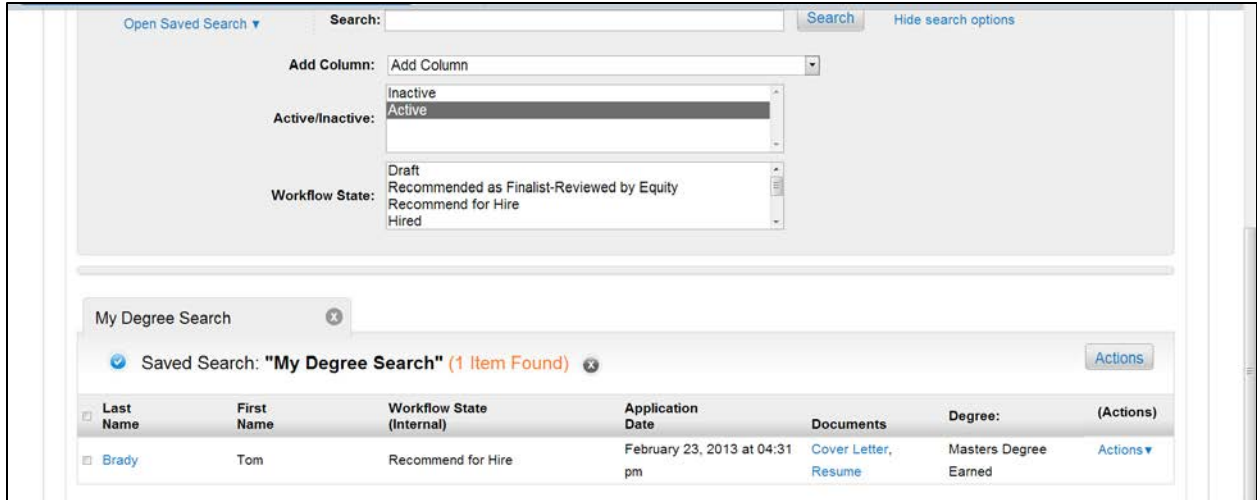 Open Saved Search ▼ Search: Search Hide search options
Add Column: Add Column
Active/Inactive: Inactive
Active
Workflow State: Draft
Recommended as Finalist-Reviewed by Equity
Recommend for Hire
Hired
My Degree Search
Saved Search: "My Degree Search" (1 Item Found) Actions
Last Name First Name Workflow State (Internal) Application Date Documents Degree: (Actions)
Brady Tom Recommend for Hire February 23, 2013 at 04:31 pm Cover Letter, Resume Masters Degree Earned Actions ▼